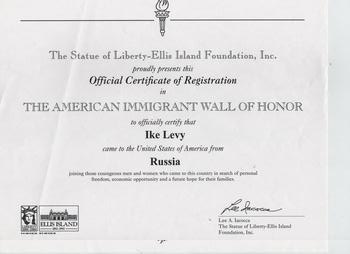 The Statue of Liberty-Ellis Island Foundation, Inc.
proudly presents this
Official Certificate of Registration
in
THE AMERICAN IMMIGRANT WALL OF HONOR
to officially certify that
Ike Levy
came to the United States of America from
Russia
joining those courageous men and women who came to this country in search of personal
freedom, economic opportunity and a future hope for their families.
Lee Iacocca
Lee A. Iacocca
The Statue of Liberty-Ellis Island
Foundation, Inc.
ELLIS ISLAND